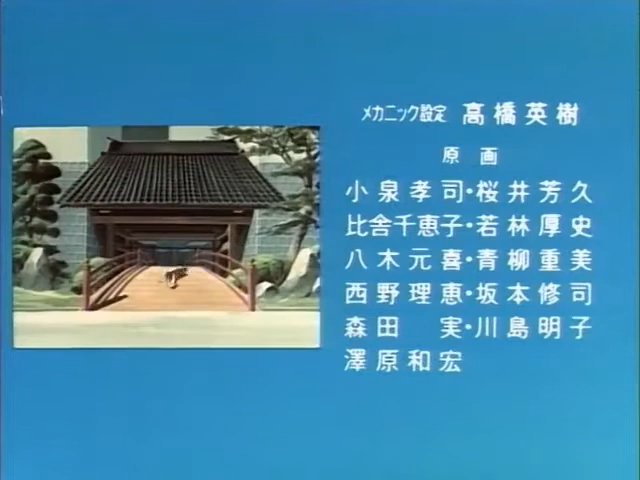 メカニック設定 高橋英樹
原画
小泉孝司・桜井芳久
比舎千恵子・若林厚史
八木元喜・青柳重美
西野理恵・坂本修司
森田実・川島明子
澤原和宏